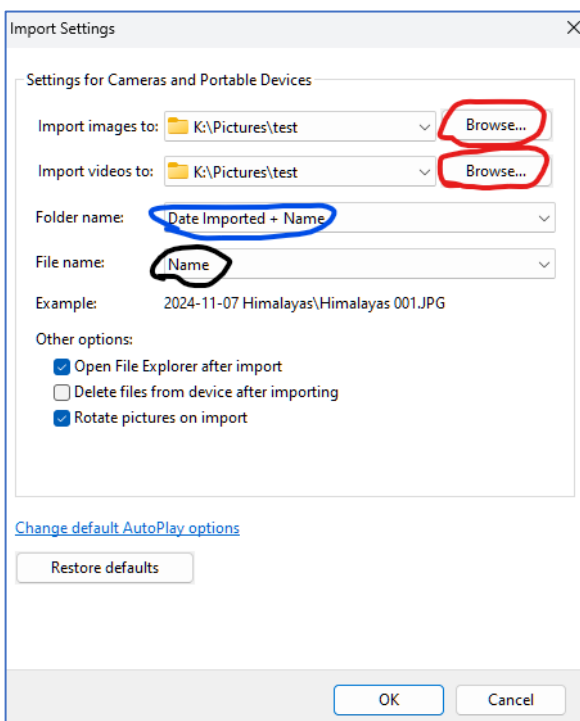 Import Settings
Settings for Cameras and Portable Devices
Import images to: K:\Pictures\test Browse...
Import videos to: K:\Pictures\test Browse...
Folder name: Date Imported + Name
File name: Name
Example: 2024-11-07 Himalayas\Himalayas 001.JPG
Other options:
Open File Explorer after import
Delete files from device after importing
Rotate pictures on import
Change default AutoPlay options
Restore defaults
OK Cancel